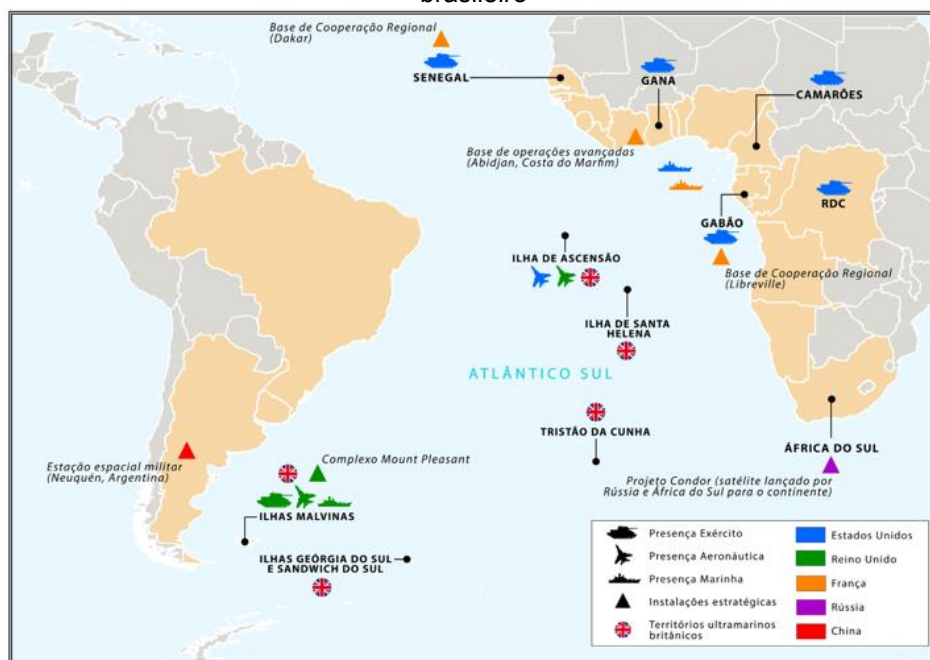 brasileiro
Base de Cooperação Regional
(Dakar)
SENEGAL
GANA
CAMARÕES
Base de operações avançadas
(Abidjan, Costa do Marfim)
RDC
GABÃO
Base de Cooperação Regional
(Libreville)
ILHA DE ASCENSÃO
ILHA DE SANTA
HELENA
ATLÂNTICO SUL
TRISTÃO DA CUNHA
ÁFRICA DO SUL
Projeto Condor (satélite lançado por
Rússia e África do Sul para o continente)
Estação espacial militar
(Neuquén, Argentina)
Complexo Mount Pleasant
ILHAS MALVINAS
ILHAS GEÓRGIA DO SUL
E SANDWICH DO SUL
Presença Exército
Presença Aeronáutica
Presença Marinha
Instalações estratégicas
Territórios ultramarinos
britânicos
Estados Unidos
Reino Unido
França
Rússia
China